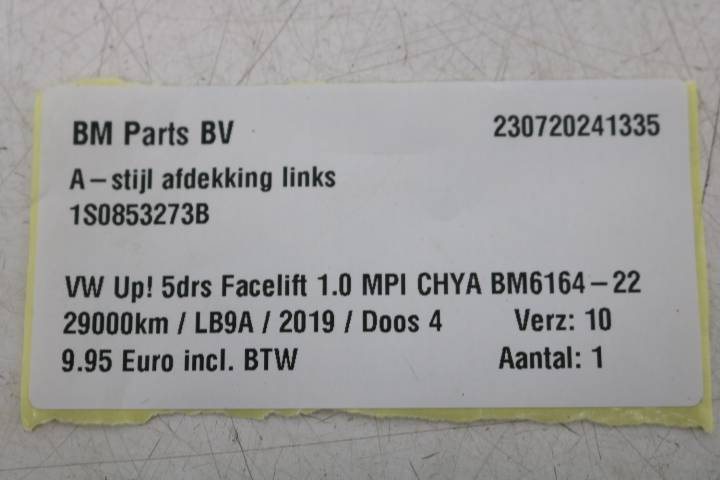 BM Parts BV 230720241335
A-stijl afdekking links
1S0853273B
VW Up! 5drs Facelift 1.0 MPI CHYA BM6164-22
29000km / LB9A / 2019 / Doos 4 Verz: 10
9.95 Euro incl. BTW Aantal: 1